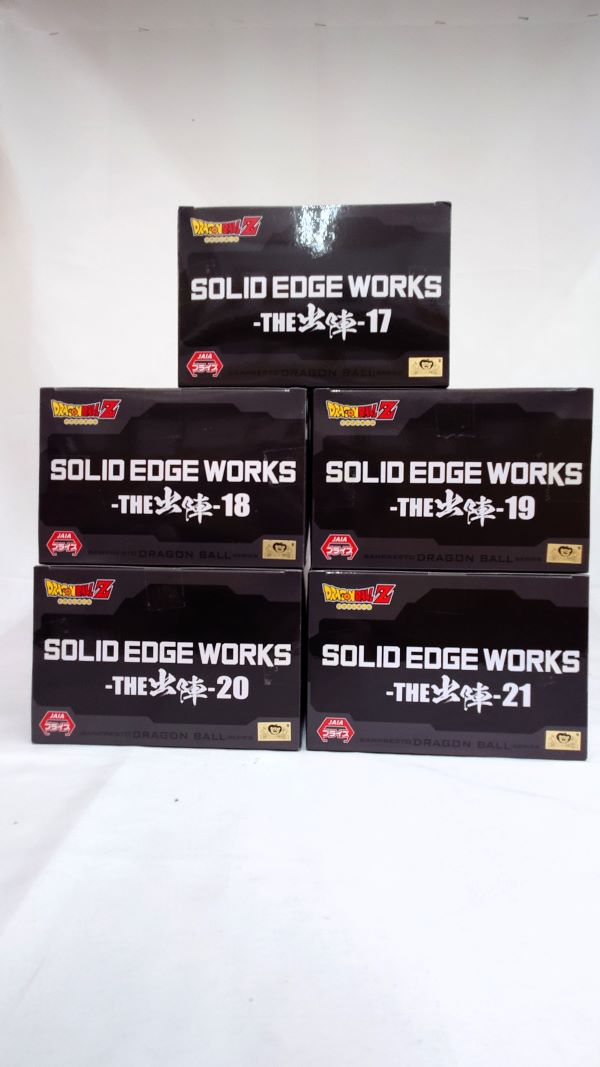 DRAGON BALL Z
SOLID EDGE WORKS
-THE出陣-17
JAIA
プライズ
BANPRESTO DRAGON BALL SERIES
DRAGON BALL Z
SOLID EDGE WORKS
-THE出陣-18
JAIA
プライズ
BANPRESTO DRAGON BALL SERIES
DRAGON BALL Z
SOLID EDGE WORKS
-THE出陣-19
JAIA
プライズ
BANPRESTO DRAGON BALL SERIES
DRAGON BALL Z
SOLID EDGE WORKS
-THE出陣-20
JAIA
プライズ
BANPRESTO DRAGON BALL SERIES
DRAGON BALL Z
SOLID EDGE WORKS
-THE出陣-21
JAIA
プライズ
BANPRESTO DRAGON BALL SERIES